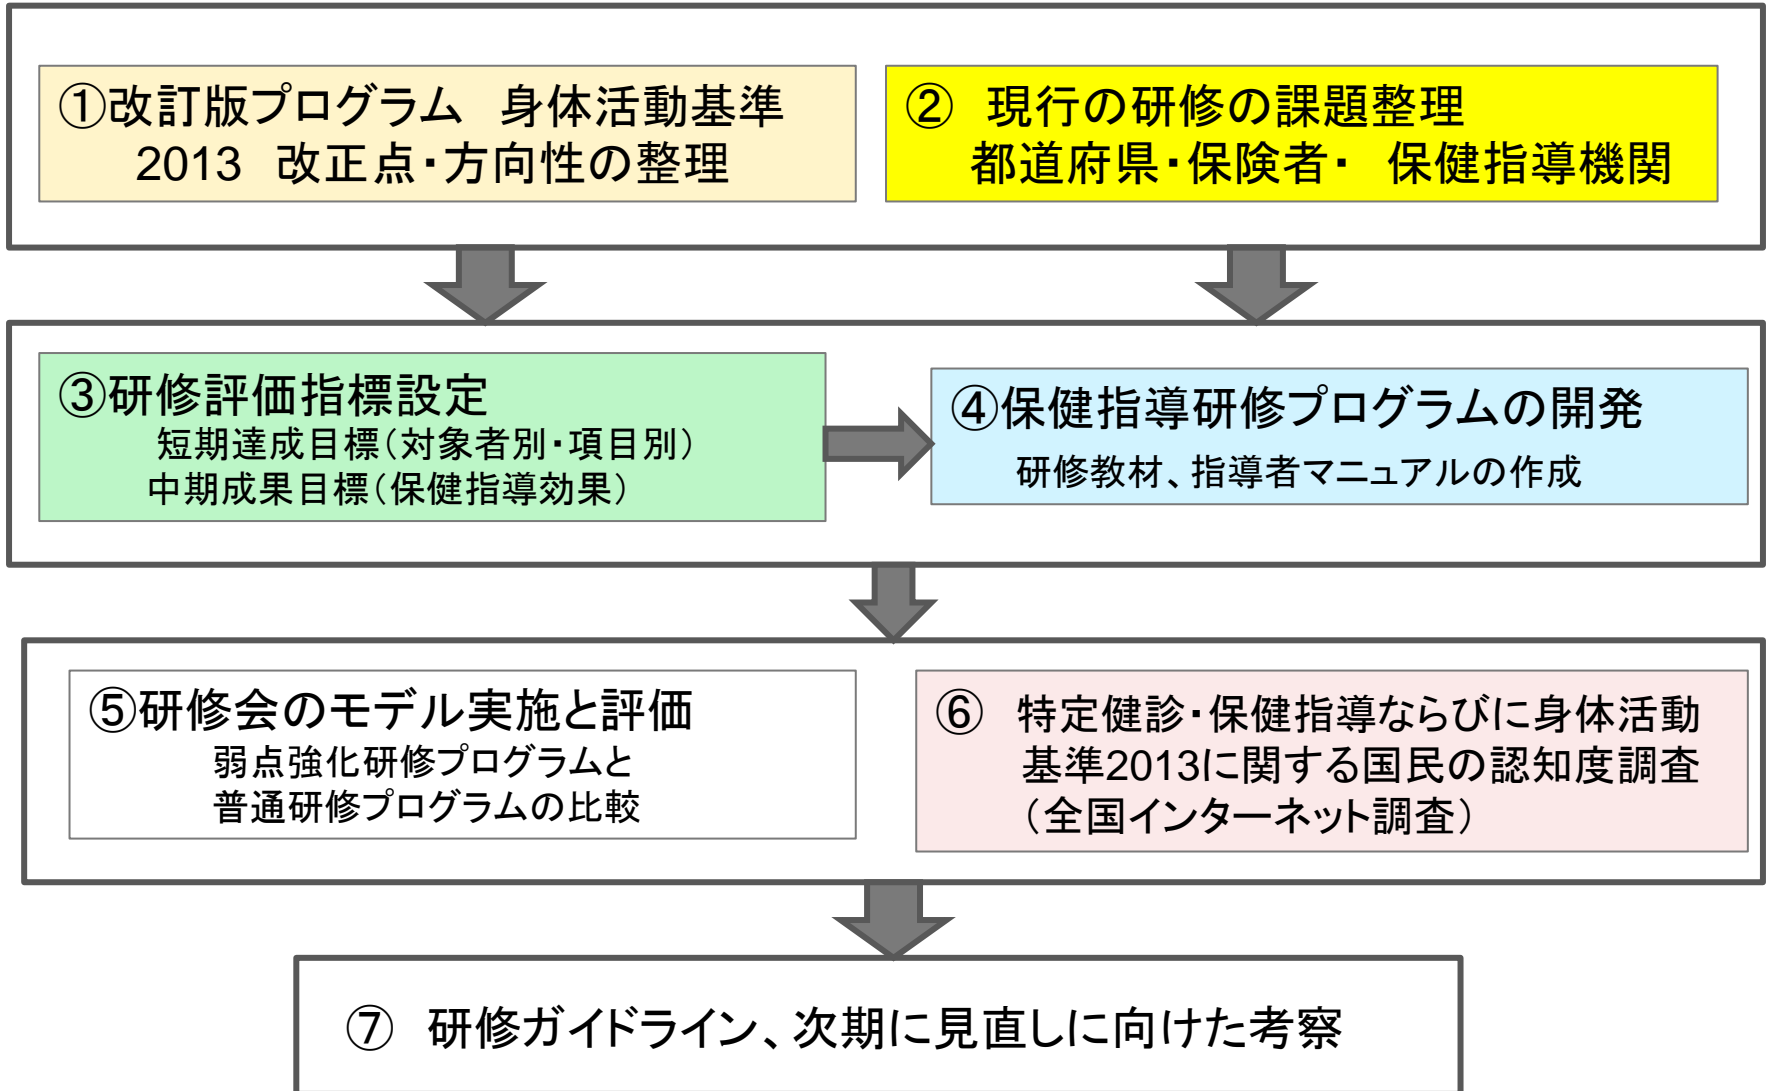 ①改訂版プログラム　身体活動基準
2013　改正点・方向性の整理
②　現行の研修の課題整理
都道府県・保険者・　保健指導機関
③研修評価指標設定
短期達成目標（対象者別・項目別）
中期成果目標（保健指導効果）
④保健指導研修プログラムの開発
研修教材、指導者マニュアルの作成
⑤研修会のモデル実施と評価
弱点強化研修プログラムと
普通研修プログラムの比較
⑥　特定健診・保健指導ならびに身体活動
基準2013に関する国民の認知度調査
（全国インターネット調査）
⑦　研修ガイドライン、次期に見直しに向けた考察